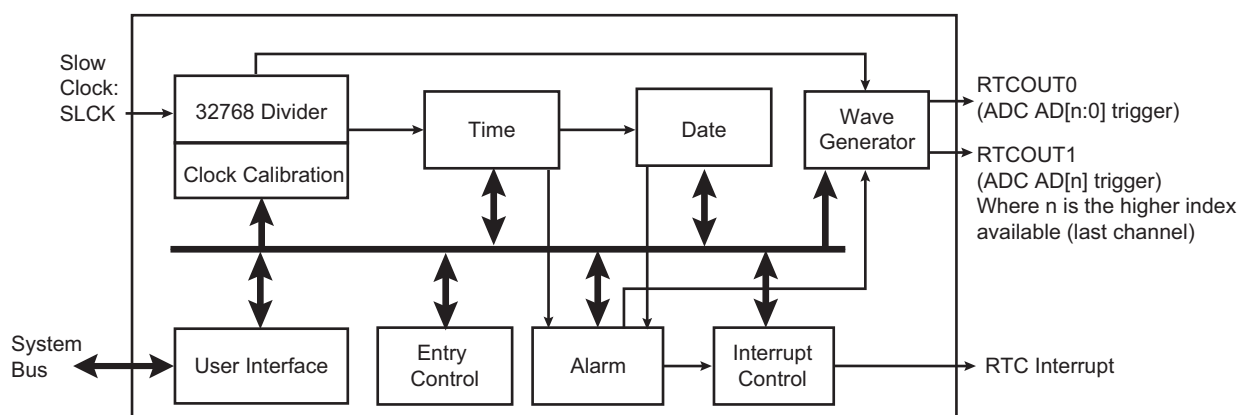 Slow
Clock:
SLCK
32768 Divider
Clock Calibration
Time
Date
Wave
Generator
RTCOUT0
(ADC AD[n:0] trigger)
RTCOUT1
(ADC AD[n] trigger)
Where n is the higher index
available (last channel)
System
Bus
User Interface
Entry
Control
Alarm
Interrupt
Control
RTC Interrupt